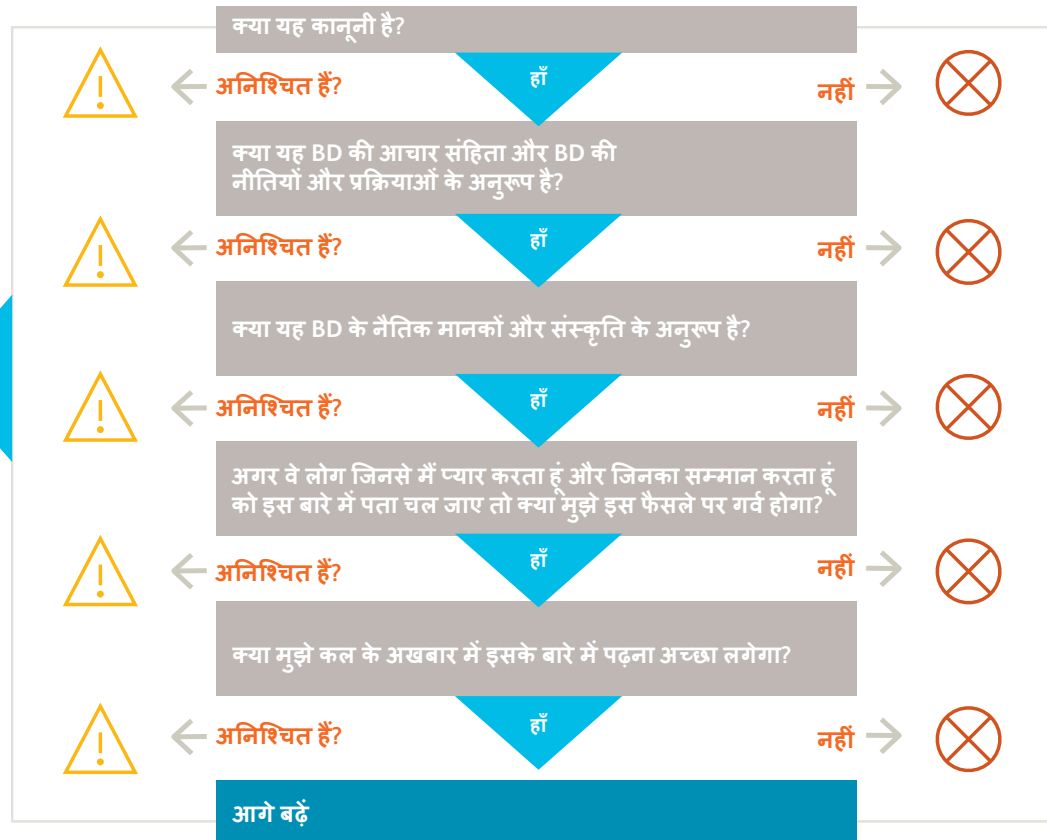 क्या यह कानूनी है?
अनिश्चित हैं?
हाँ
नहीं
क्या यह BD की आचार संहिता और BD की
नीतियों और प्रक्रियाओं के अनुरूप है?
अनिश्चित हैं?
हाँ
नहीं
क्या यह BD के नैतिक मानकों और संस्कृति के अनुरूप है?
अनिश्चित हैं?
हाँ
नहीं
अगर वे लोग जिनसे मैं प्यार करता हूं और जिनका सम्मान करता हूं
को इस बारे में पता चल जाए तो क्या मुझे इस फैसले पर गर्व होगा?
अनिश्चित हैं?
हाँ
नहीं
क्या मुझे कल के अखबार में इसके बारे में पढ़ना अच्छा लगेगा?
अनिश्चित हैं?
हाँ
नहीं
आगे बढ़ें